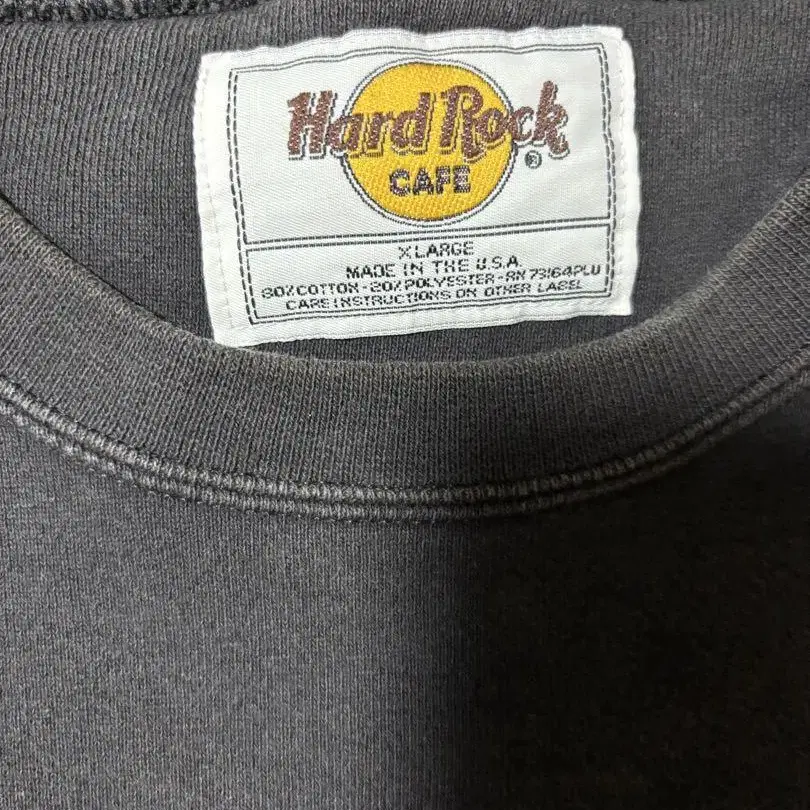 Hard Rock
CAFE
®
X LARGE
MADE IN THE U.S.A.
80% COTTON - 20% POLYESTER - RN 73164PLU
CARE INSTRUCTIONS ON OTHER LABEL